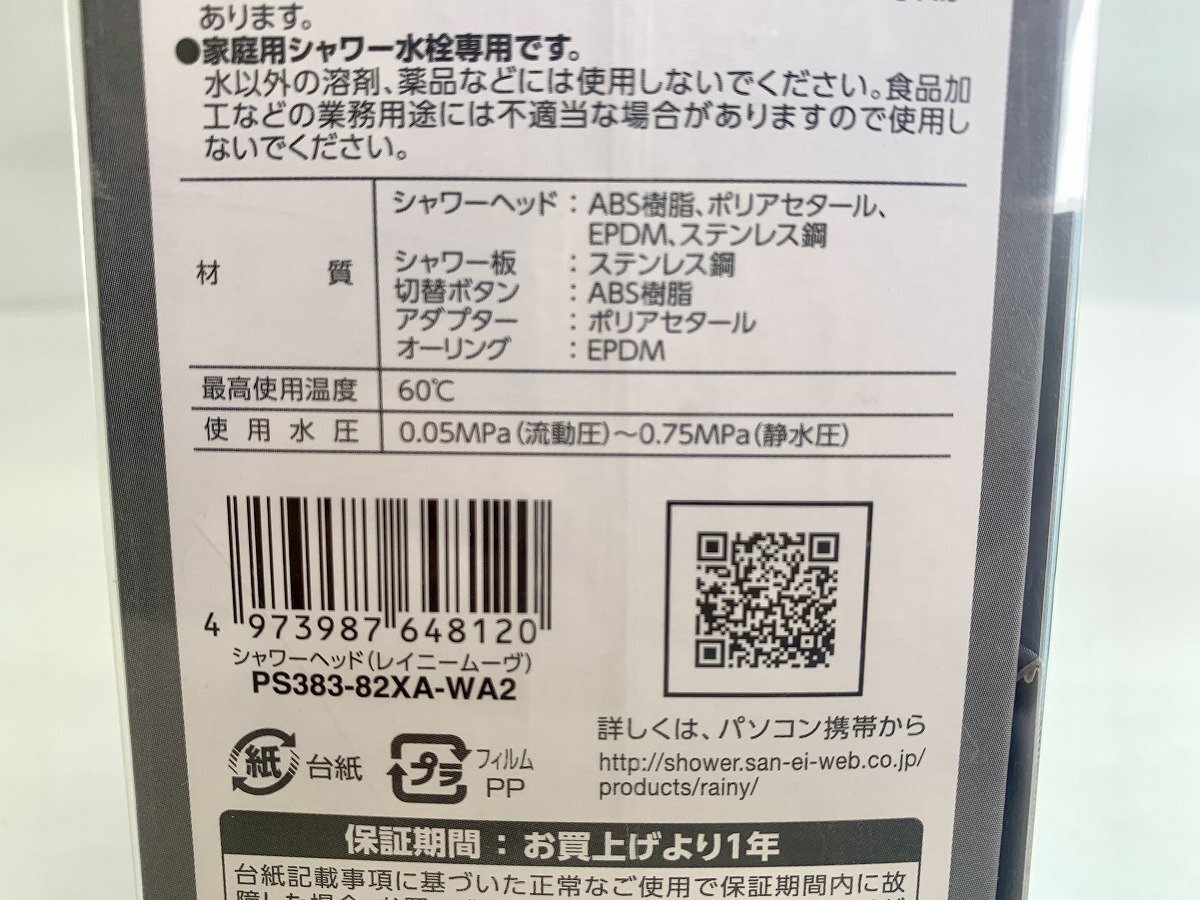 あります。
●家庭用シャワー水栓専用です。
水以外の溶剤、薬品などには使用しないでください。食品加
工などの業務用途には不適当な場合がありますので使用し
ないでください。
材質
シャワーヘッド：ABS樹脂、ポリアセタール、
EPDM、ステンレス鋼
シャワー板：ステンレス鋼
切替ボタン：ABS樹脂
アダプター：ポリアセタール
オーリング：EPDM
最高使用温度 60℃
使用水圧 0.05MPa（流動圧）～0.75MPa（静水圧）
4 973987 648120
シャワーヘッド（レイニームーヴ）
PS383-82XA-WA2
紙 台紙
プラ フィルム
PP
詳しくは、パソコン携帯から
http://shower.san-ei-web.co.jp/
products/rainy/
保証期間：お買上げより1年
台紙記載事項に基づいた正常なご使用で保証期間内に故